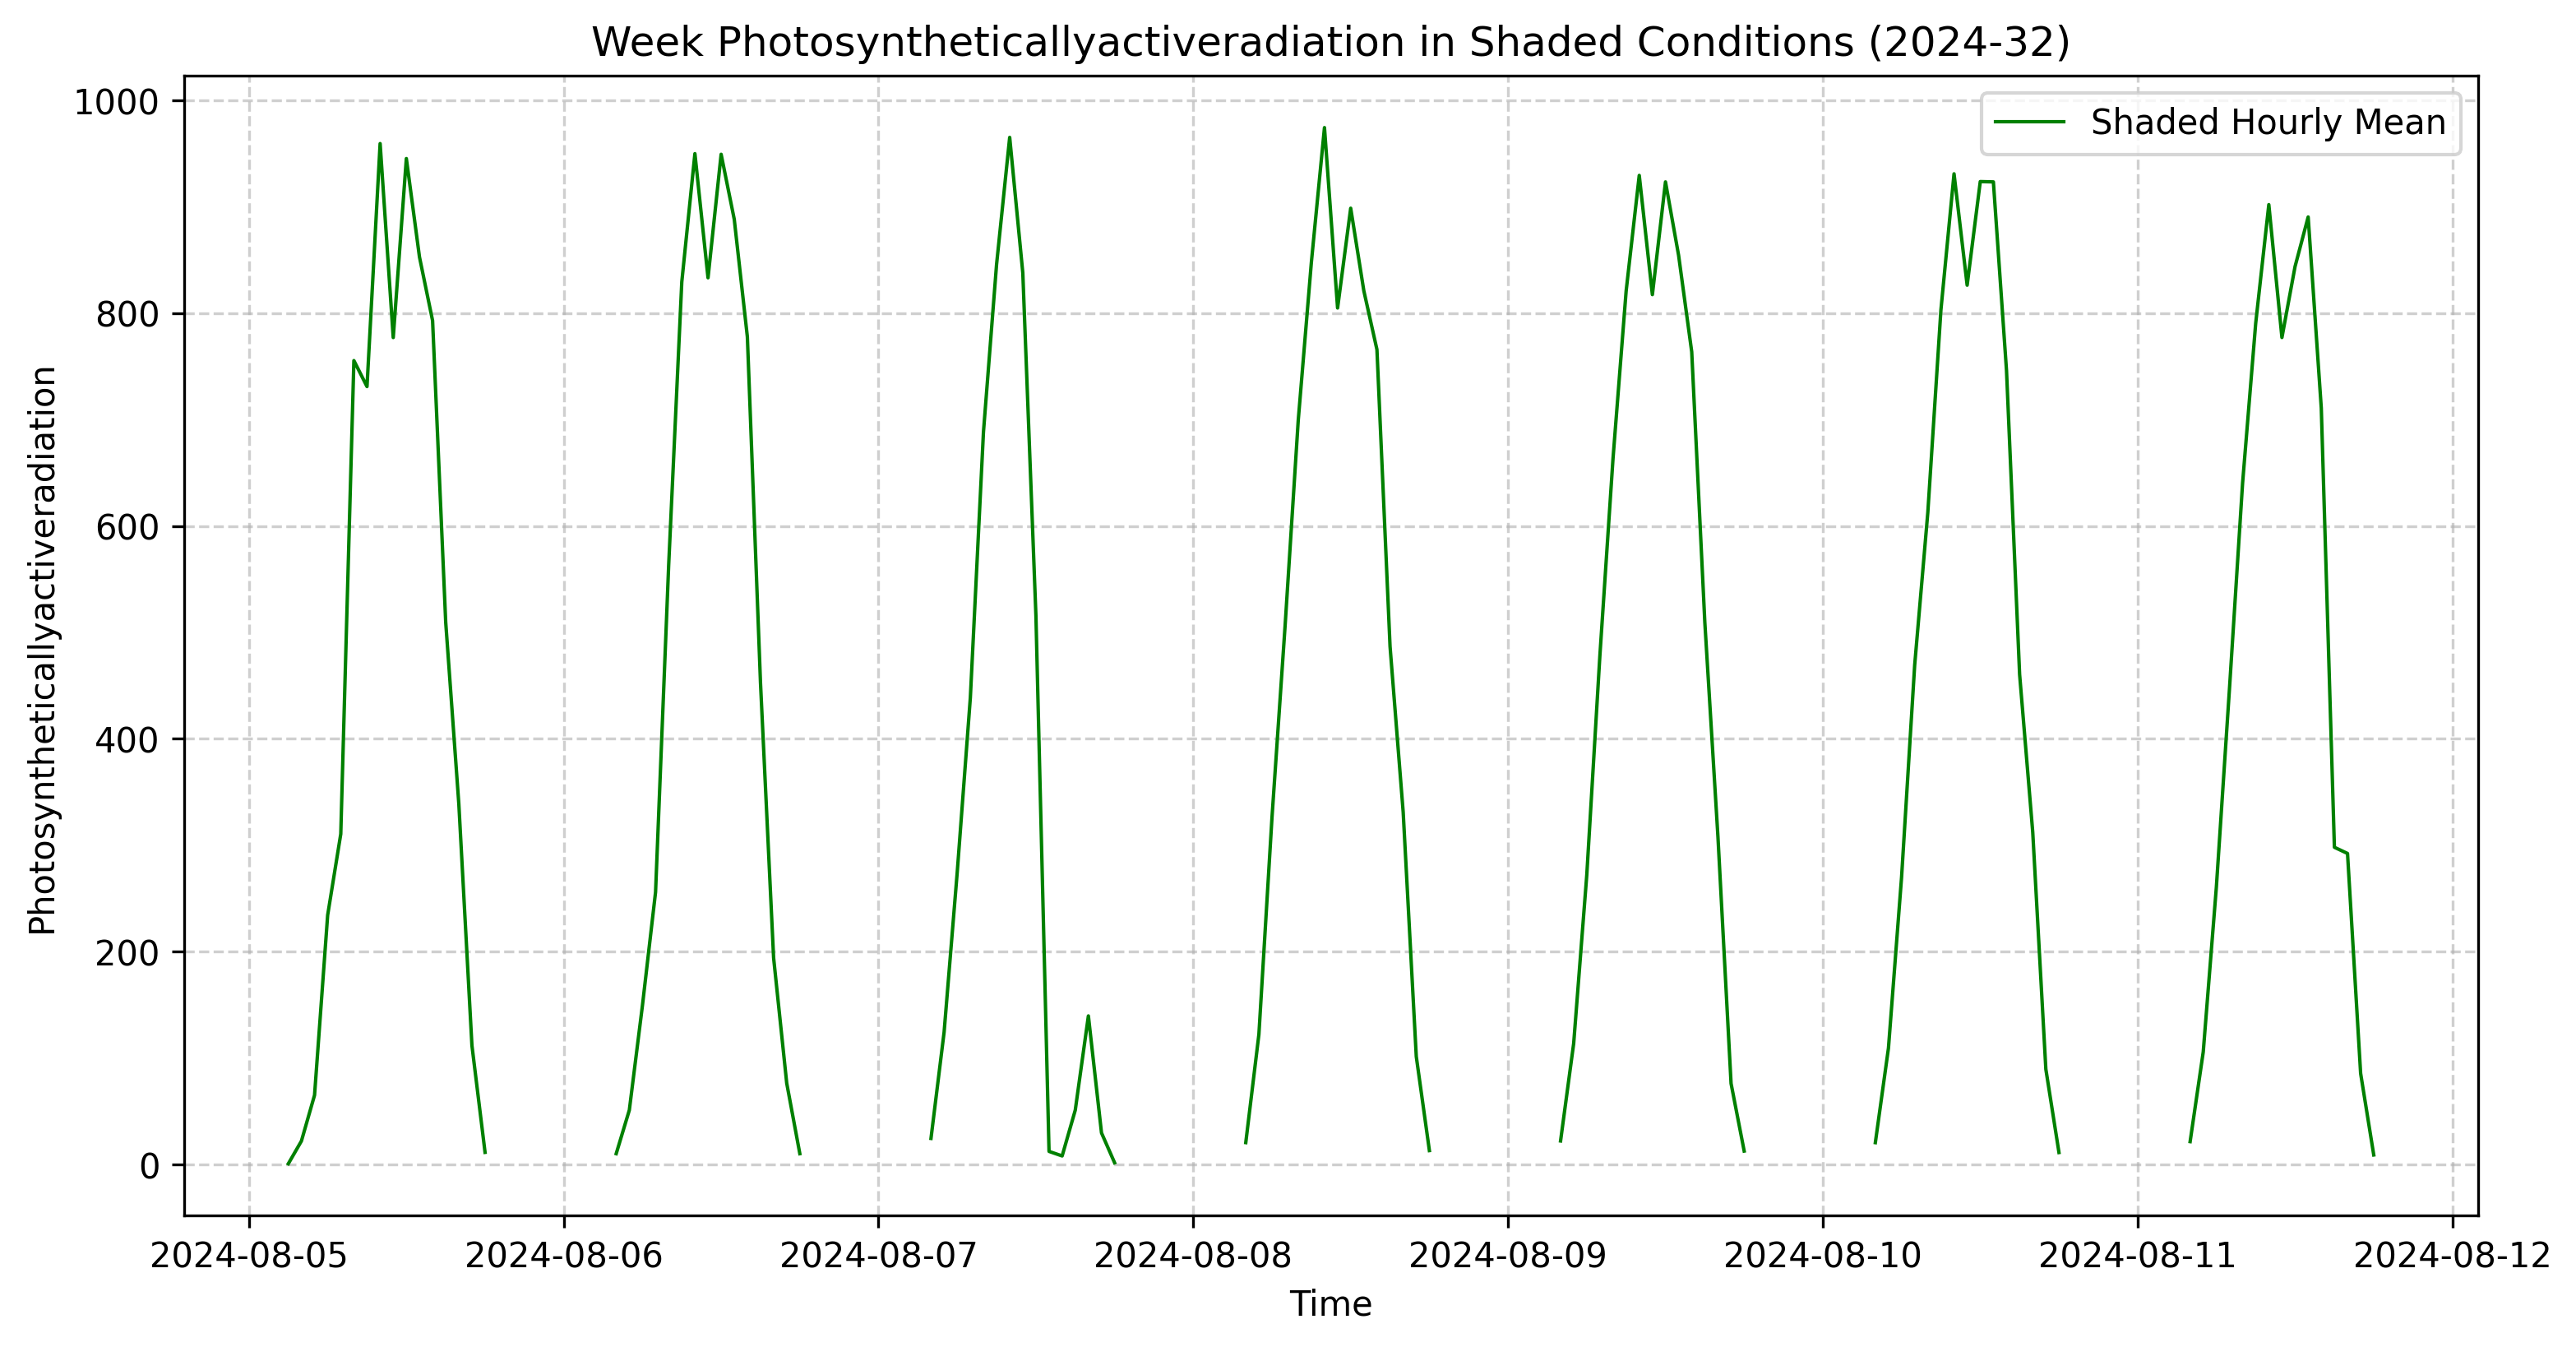 Week Photosyntheticallyactiveradiation in Shaded Conditions (2024-32)
Shaded Hourly Mean
Photosyntheticallyactiveradiation
1000
800
600
400
200
0
2024-08-05 2024-08-06 2024-08-07 2024-08-08 2024-08-09 2024-08-10 2024-08-11 2024-08-12
Time